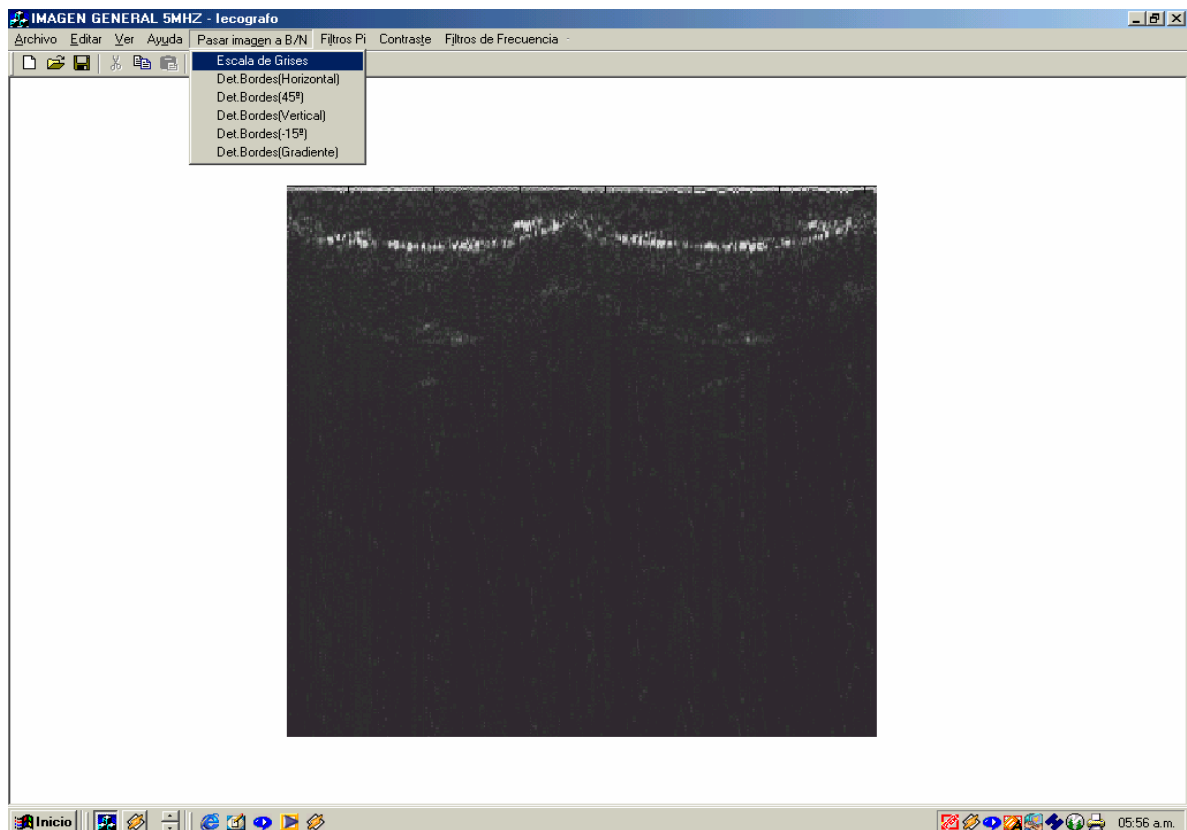 IMAGEN GENERAL 5MHZ - Iecografo
Archivo Editar Ver Ayuda Pasar imagen a B/N Filtros Pi Contraste Filtros de Frecuencia
Escala de Grises
Det.Bordes(Horizontal)
Det.Bordes(45º)
Det.Bordes(Vertical)
Det.Bordes(-15º)
Det.Bordes(Gradiente)
Inicio 05:56 a.m.